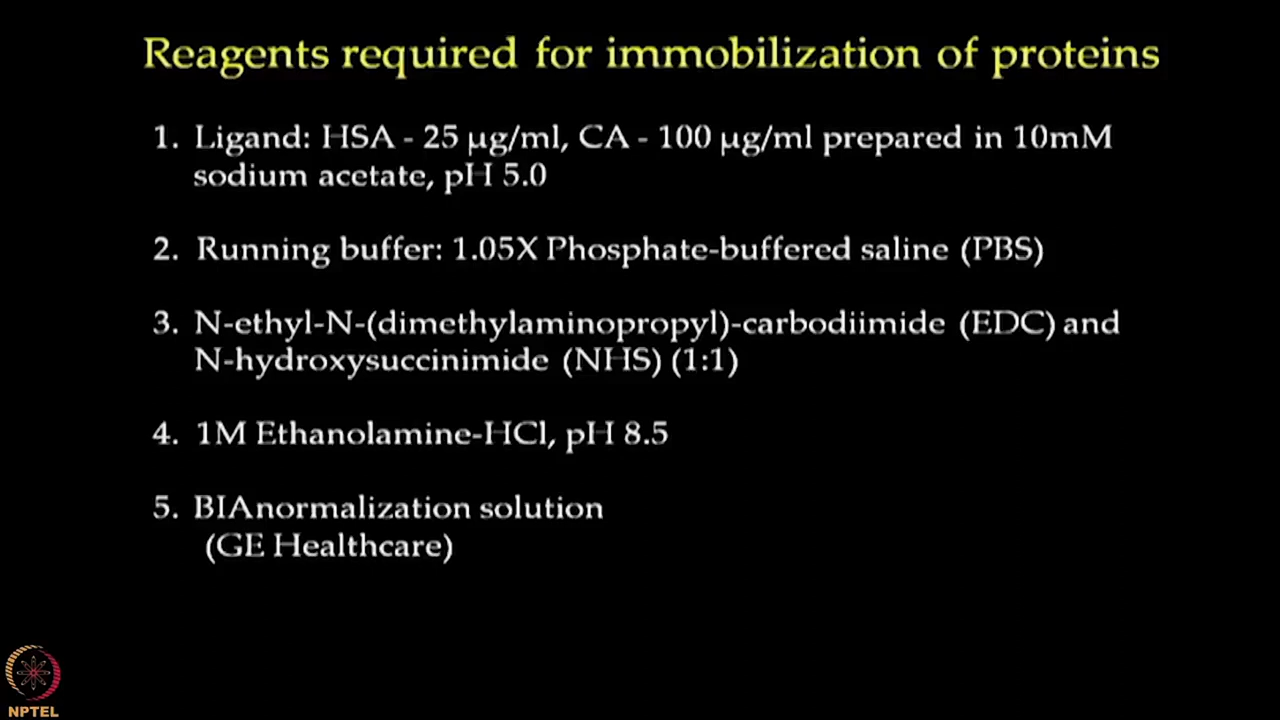 Reagents required for immobilization of proteins
1. Ligand: HSA - 25 µg/ml, CA - 100 µg/ml prepared in 10mM
sodium acetate, pH 5.0
2. Running buffer: 1.05X Phosphate-buffered saline (PBS)
3. N-ethyl-N-(dimethylaminopropyl)-carbodiimide (EDC) and
N-hydroxysuccinimide (NHS) (1:1)
4. 1M Ethanolamine-HCl, pH 8.5
5. BIAnormalization solution
(GE Healthcare)
NPTEL